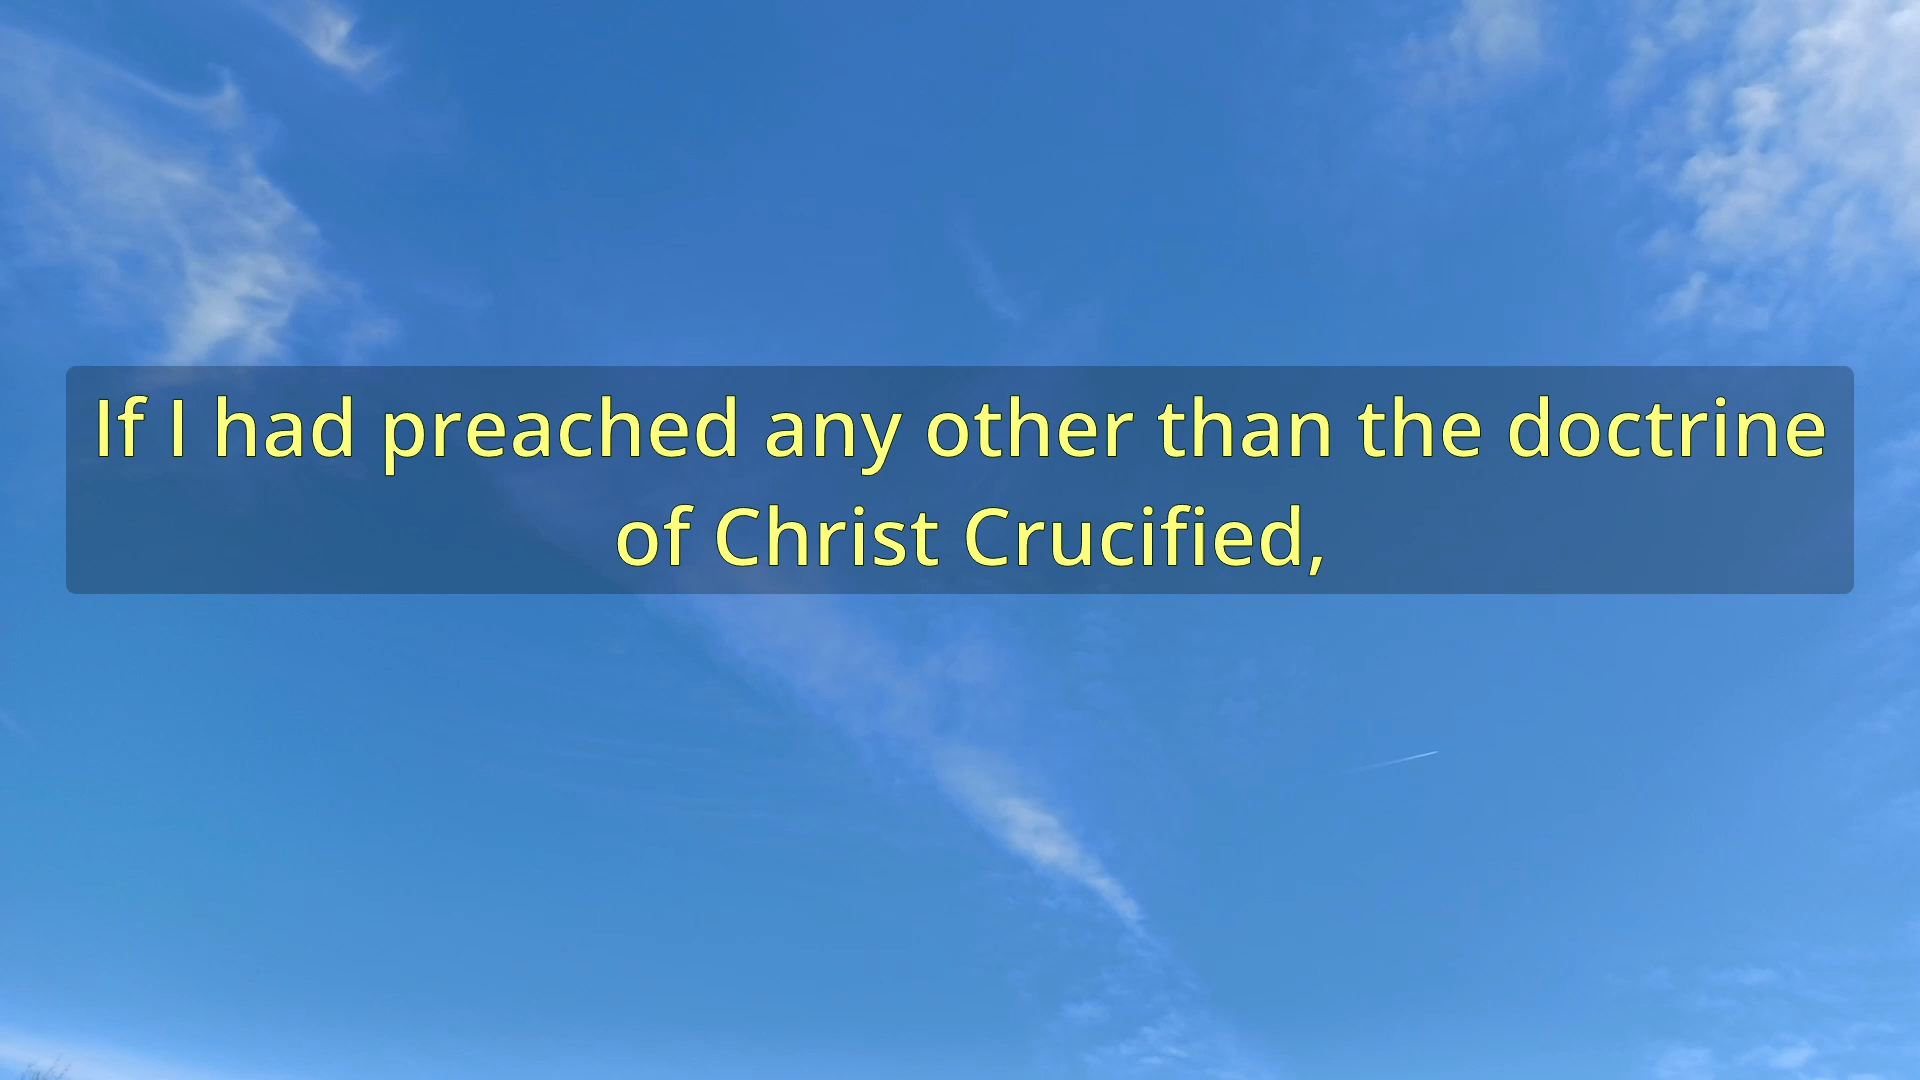 If I had preached any other than the doctrine
of Christ Crucified,